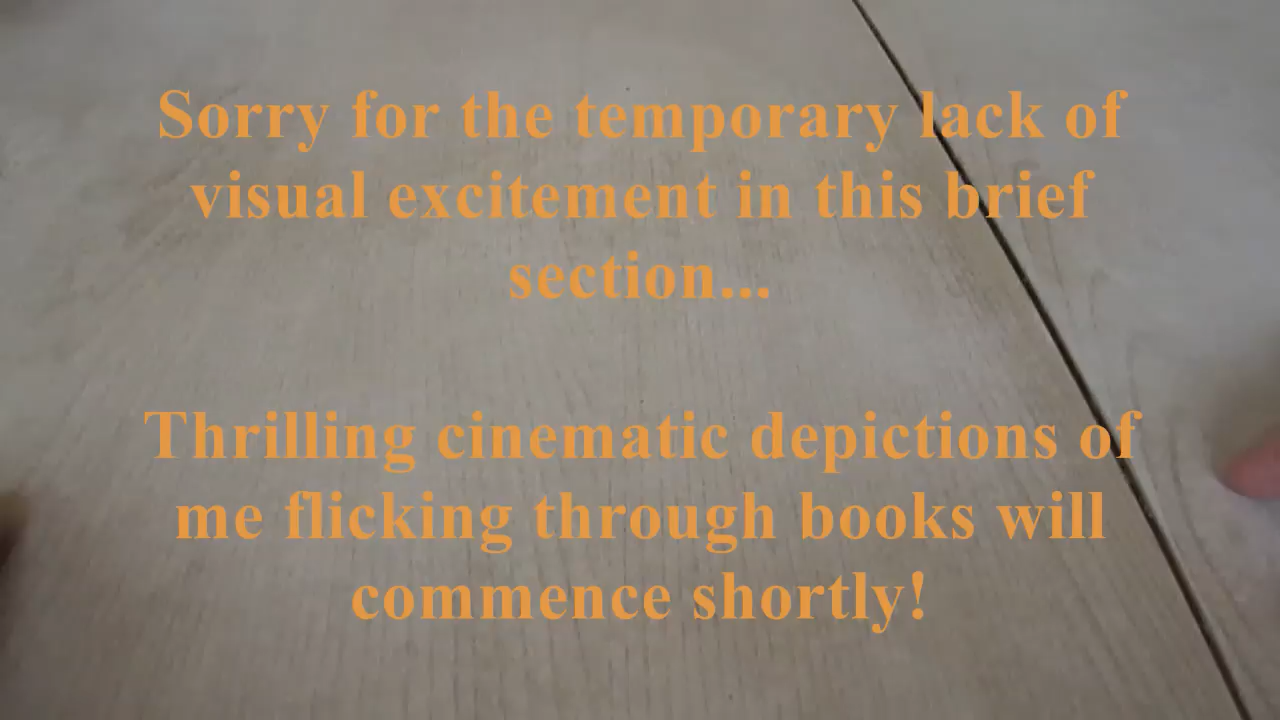 Sorry for the temporary lack of
visual excitement in this brief
section...
Thrilling cinematic depictions of
me flicking through books will
commence shortly!